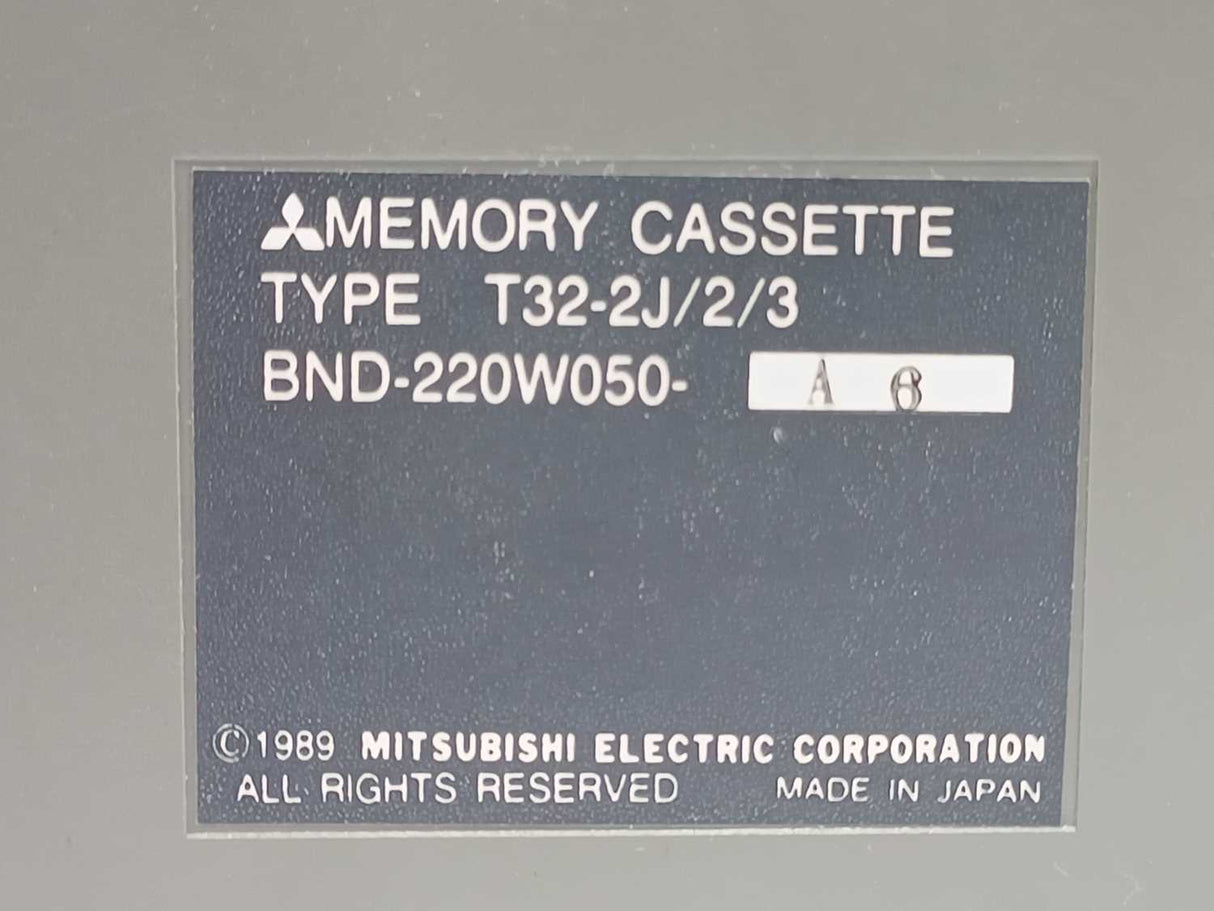 MEMORY CASSETTE
TYPE T32-2J/2/3
BND-220W050- A 6
©1989 MITSUBISHI ELECTRIC CORPORATION
ALL RIGHTS RESERVED MADE IN JAPAN